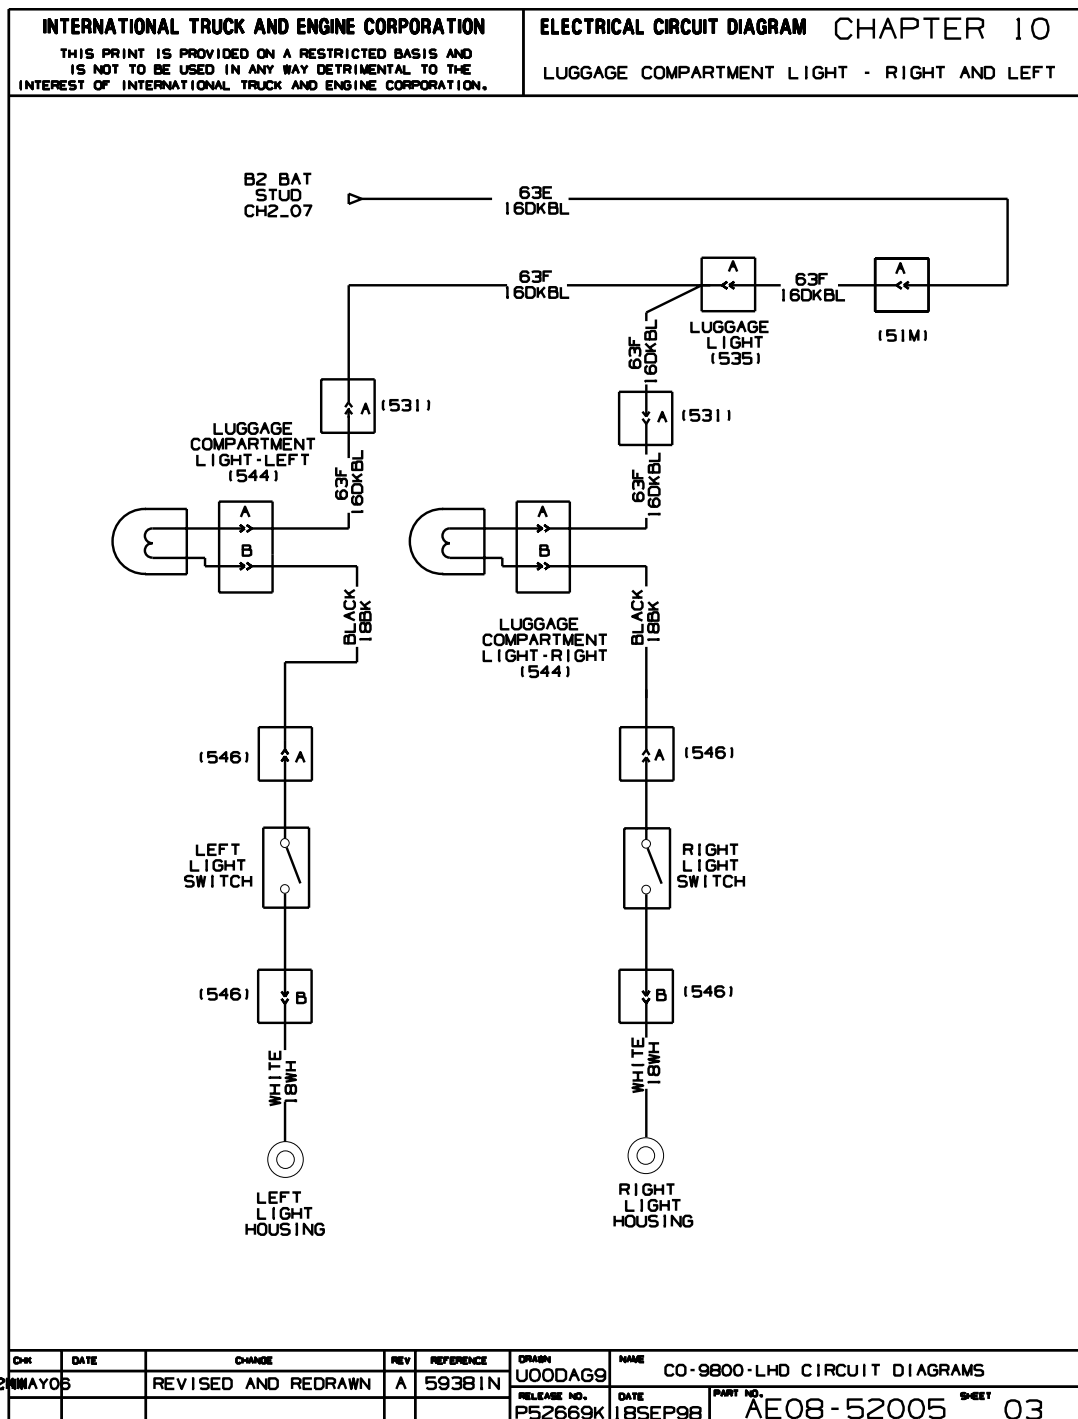 INTERNATIONAL TRUCK AND ENGINE CORPORATION
THIS PRINT IS PROVIDED ON A RESTRICTED BASIS AND
IS NOT TO BE USED IN ANY WAY DETRIMENTAL TO THE
INTEREST OF INTERNATIONAL TRUCK AND ENGINE CORPORATION.
ELECTRICAL CIRCUIT DIAGRAM CHAPTER 10
LUGGAGE COMPARTMENT LIGHT - RIGHT AND LEFT
B2 BAT
STUD
CH2_07
63E
16DKBL
63F
16DKBL
A
LUGGAGE
LIGHT
(535)
63F
16DKBL
A
(51M)
63F
16DKBL
A
(531)
A
(531)
LUGGAGE
COMPARTMENT
LIGHT-LEFT
(544)
63F
16DKBL
63F
16DKBL
A
B
A
B
BLACK
18BK
BLACK
18BK
LUGGAGE
COMPARTMENT
LIGHT-RIGHT
(544)
(546)
A
A
(546)
LEFT
LIGHT
SWITCH
RIGHT
LIGHT
SWITCH
(546)
B
B
(546)
WHITE
18WH
WHITE
18WH
LEFT
LIGHT
HOUSING
RIGHT
LIGHT
HOUSING
CHK DATE CHANGE REV REFERENCE
REVISED AND REDRAWN A 59381N
DRAWN
U00DAG9
NAME
CO-9800-LHD CIRCUIT DIAGRAMS
RELEASE NO.
P52669K
DATE
18SEP98
PART NO.
AE08-52005
SHEET
03